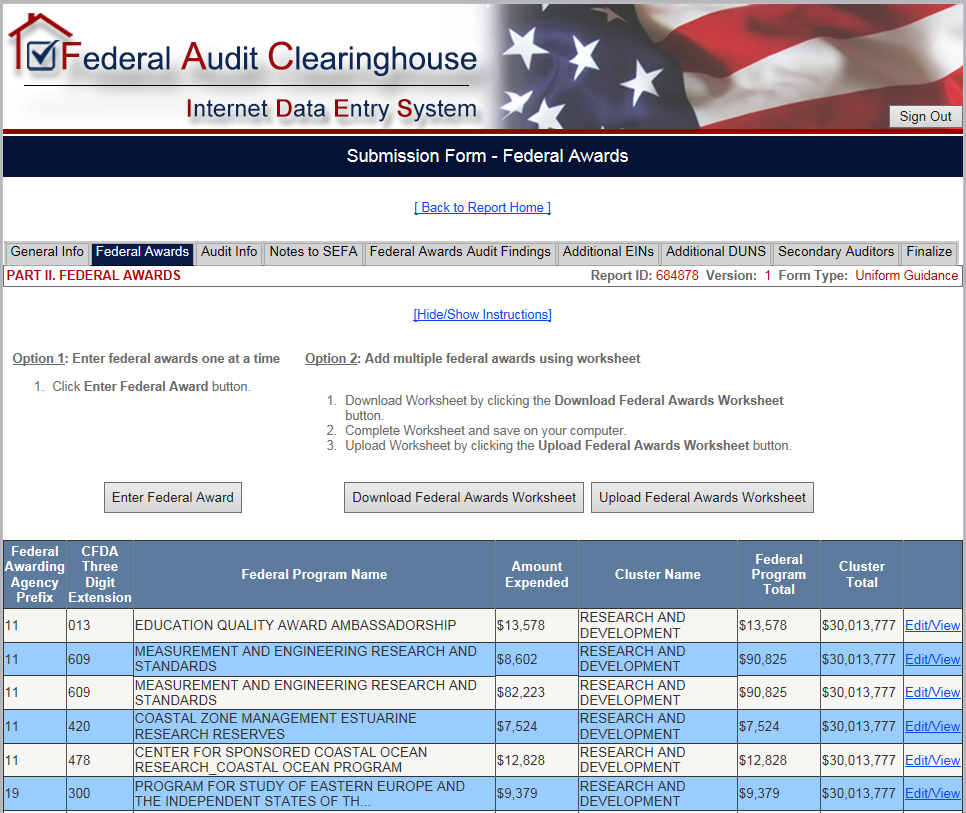 Federal Audit Clearinghouse
Internet Data Entry System
Sign Out
Submission Form - Federal Awards
[ Back to Report Home ]
General Info Federal Awards Audit Info Notes to SEFA Federal Awards Audit Findings Additional EINs Additional DUNS Secondary Auditors Finalize
PART II. FEDERAL AWARDS Report ID: 684878 Version: 1 Form Type: Uniform Guidance
[Hide/Show Instructions]
Option 1: Enter federal awards one at a time
1. Click Enter Federal Award button.
Option 2: Add multiple federal awards using worksheet
1. Download Worksheet by clicking the Download Federal Awards Worksheet
button.
2. Complete Worksheet and save on your computer.
3. Upload Worksheet by clicking the Upload Federal Awards Worksheet button.
Enter Federal Award Download Federal Awards Worksheet Upload Federal Awards Worksheet
Federal
Awarding
Agency
Prefix
CFDA
Three
Digit
Extension
Federal Program Name
Amount
Expended
Cluster Name
Federal
Program
Total
Cluster
Total
11 013 EDUCATION QUALITY AWARD AMBASSADORSHIP $13,578 RESEARCH AND
DEVELOPMENT $13,578 $30,013,777 Edit/View
11 609 MEASUREMENT AND ENGINEERING RESEARCH AND
STANDARDS $8,602 RESEARCH AND
DEVELOPMENT $90,825 $30,013,777 Edit/View
11 609 MEASUREMENT AND ENGINEERING RESEARCH AND
STANDARDS $82,223 RESEARCH AND
DEVELOPMENT $90,825 $30,013,777 Edit/View
11 420 COASTAL ZONE MANAGEMENT ESTUARINE
RESEARCH RESERVES $7,524 RESEARCH AND
DEVELOPMENT $7,524 $30,013,777 Edit/View
11 478 CENTER FOR SPONSORED COASTAL OCEAN
RESEARCH_COASTAL OCEAN PROGRAM $12,828 RESEARCH AND
DEVELOPMENT $12,828 $30,013,777 Edit/View
19 300 PROGRAM FOR STUDY OF EASTERN EUROPE AND
THE INDEPENDENT STATES OF TH... $9,379 RESEARCH AND
DEVELOPMENT $9,379 $30,013,777 Edit/View